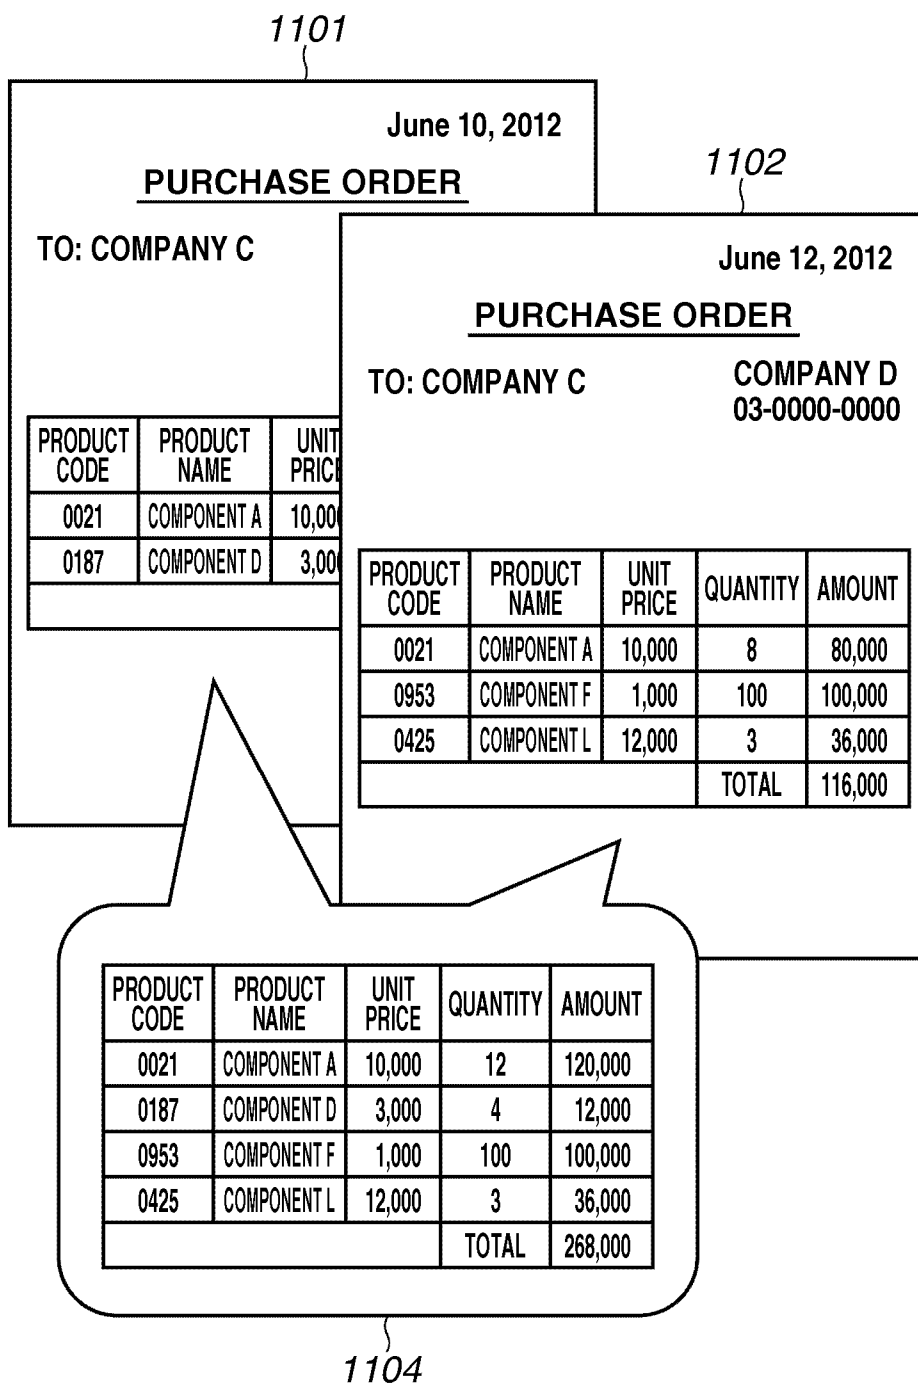 1101
June 10, 2012
PURCHASE ORDER
TO: COMPANY C
PRODUCT CODE PRODUCT NAME UNIT
0021 COMPONENT A
0187 COMPONENT D
1102
June 12, 2012
PURCHASE ORDER
TO: COMPANY C COMPANY D
03-0000-0000
PRODUCT CODE PRODUCT NAME UNIT PRICE QUANTITY AMOUNT
0021 COMPONENT A 10,000 8 80,000
0953 COMPONENT F 1,000 100 100,000
0425 COMPONENT L 12,000 3 36,000
TOTAL 116,000
PRODUCT CODE PRODUCT NAME UNIT PRICE QUANTITY AMOUNT
0021 COMPONENT A 10,000 12 120,000
0187 COMPONENT D 3,000 4 12,000
0953 COMPONENT F 1,000 100 100,000
0425 COMPONENT L 12,000 3 36,000
TOTAL 268,000
1104